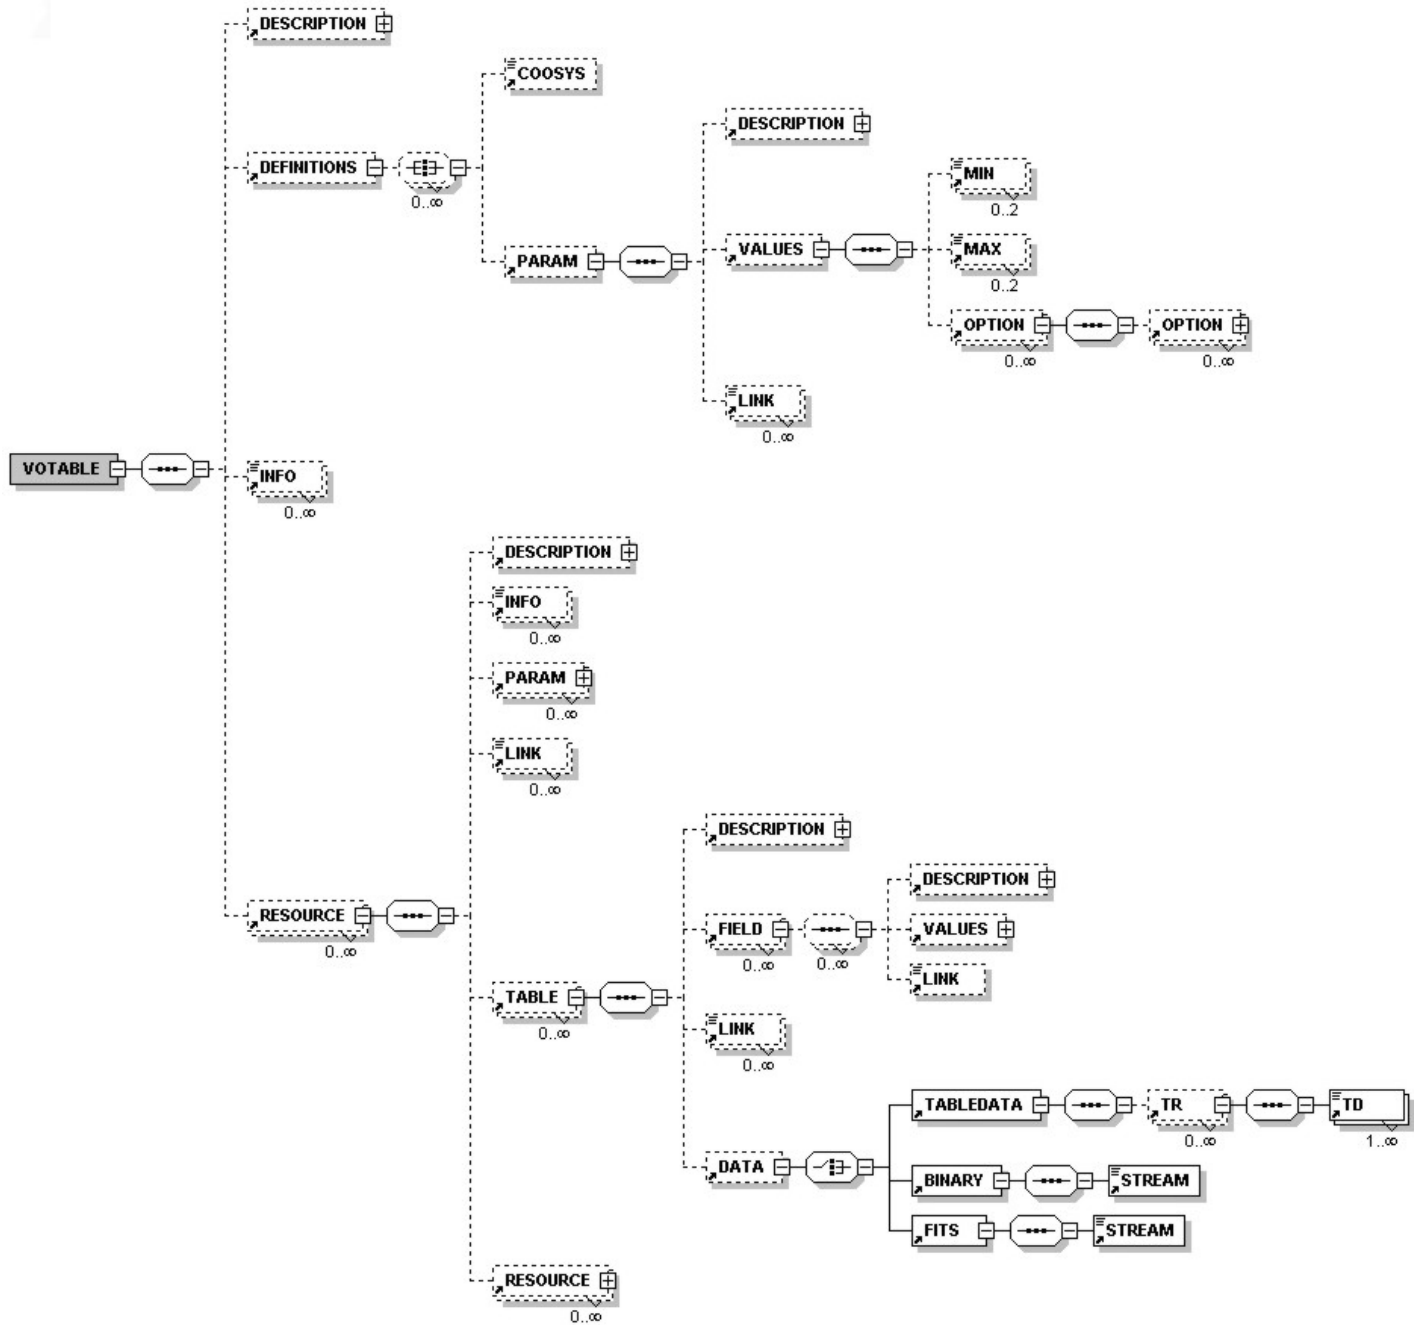 DESCRIPTION
COOSYS
DESCRIPTION
DEFINITIONS
0..∞
MIN
0..2
VALUES
MAX
0..2
PARAM
OPTION
0..∞
OPTION
0..∞
LINK
0..∞
VOTABLE
INFO
0..∞
DESCRIPTION
INFO
0..∞
PARAM
0..∞
LINK
0..∞
DESCRIPTION
DESCRIPTION
RESOURCE
0..∞
FIELD
0..∞
0..∞
VALUES
LINK
TABLE
0..∞
LINK
0..∞
TABLEDATA
TR
0..∞
TD
1..∞
DATA
BINARY
STREAM
FITS
STREAM
RESOURCE
0..∞